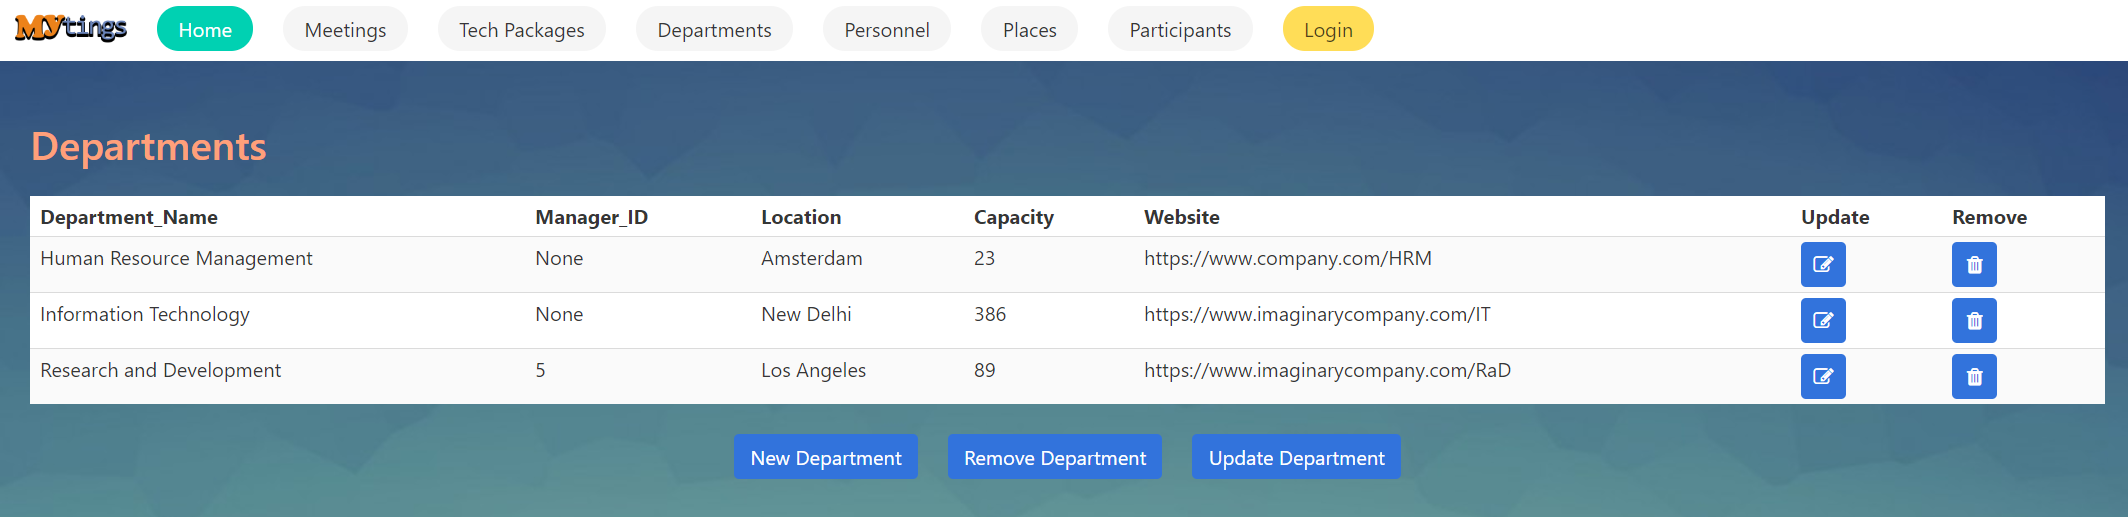 MYtings Home Meetings Tech Packages Departments Personnel Places Participants Login
Departments
Department_Name Manager_ID Location Capacity Website Update Remove
Human Resource Management None Amsterdam 23 https://www.company.com/HRM
Information Technology None New Delhi 386 https://www.imaginarycompany.com/IT
Research and Development 5 Los Angeles 89 https://www.imaginarycompany.com/RaD
New Department Remove Department Update Department